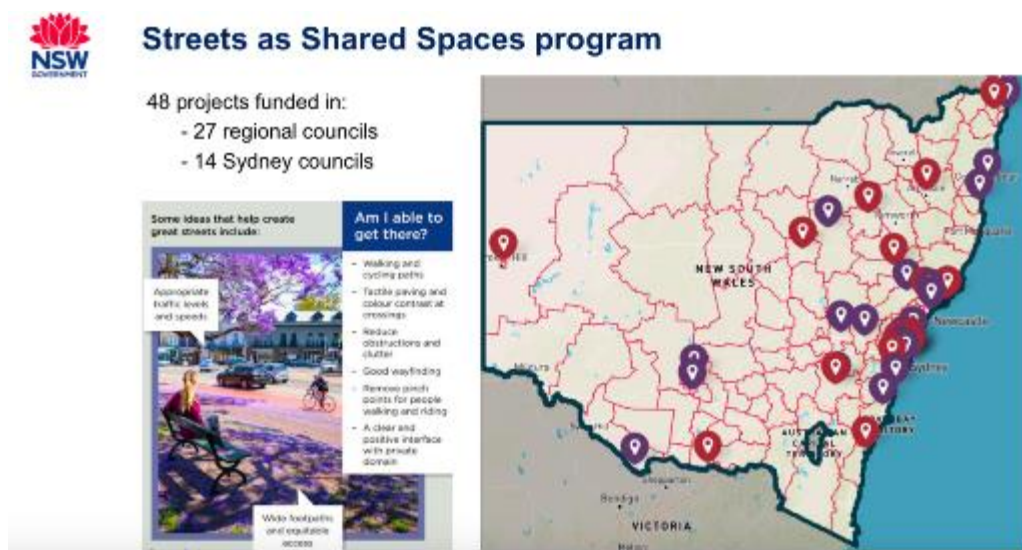 NSW
GOVERNMENT
Streets as Shared Spaces program
48 projects funded in:
- 27 regional councils
- 14 Sydney councils
Some ideas that help create
great streets include:
Am I able to
get there?
Appropriate
traffic levels
and speeds
- Walking and
cycling paths
- Tactile paving and
colour contrast at
crossings
- Reduce
obstructions and
clutter
- Good wayfinding
- Remove pinch
points for people
walking and riding
- A clear and
positive interface
with private
domain
Wide footpaths
and equitable
access
NEW SOUTH
WALES
Newcastle
Sydney
Mildura
AUSTRALIAN
CAPITAL
TERRITORY
Shepparton
Bendigo
VICTORIA